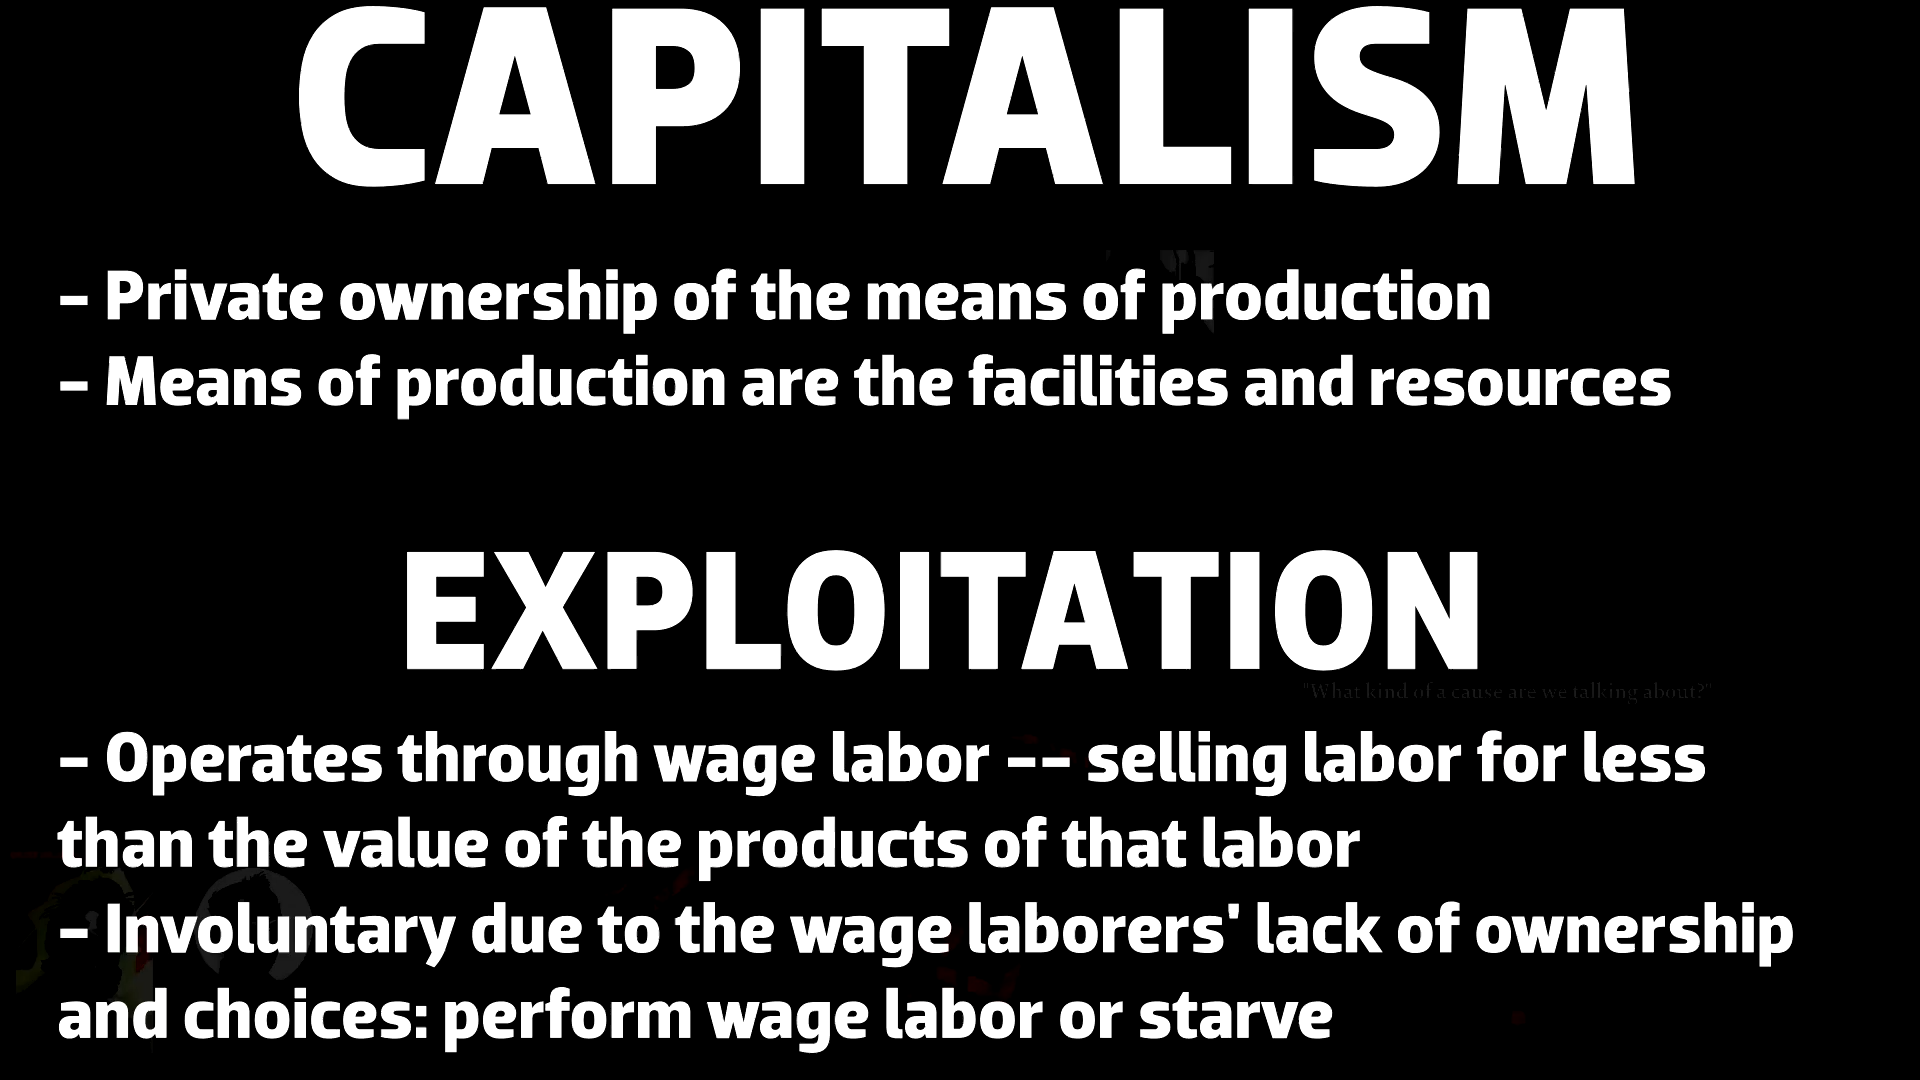 CAPITALISM
– Private ownership of the means of production
– Means of production are the facilities and resources
EXPLOITATION
"What kind of a cause are we talking about?"
– Operates through wage labor –– selling labor for less
than the value of the products of that labor
– Involuntary due to the wage laborers' lack of ownership
and choices: perform wage labor or starve